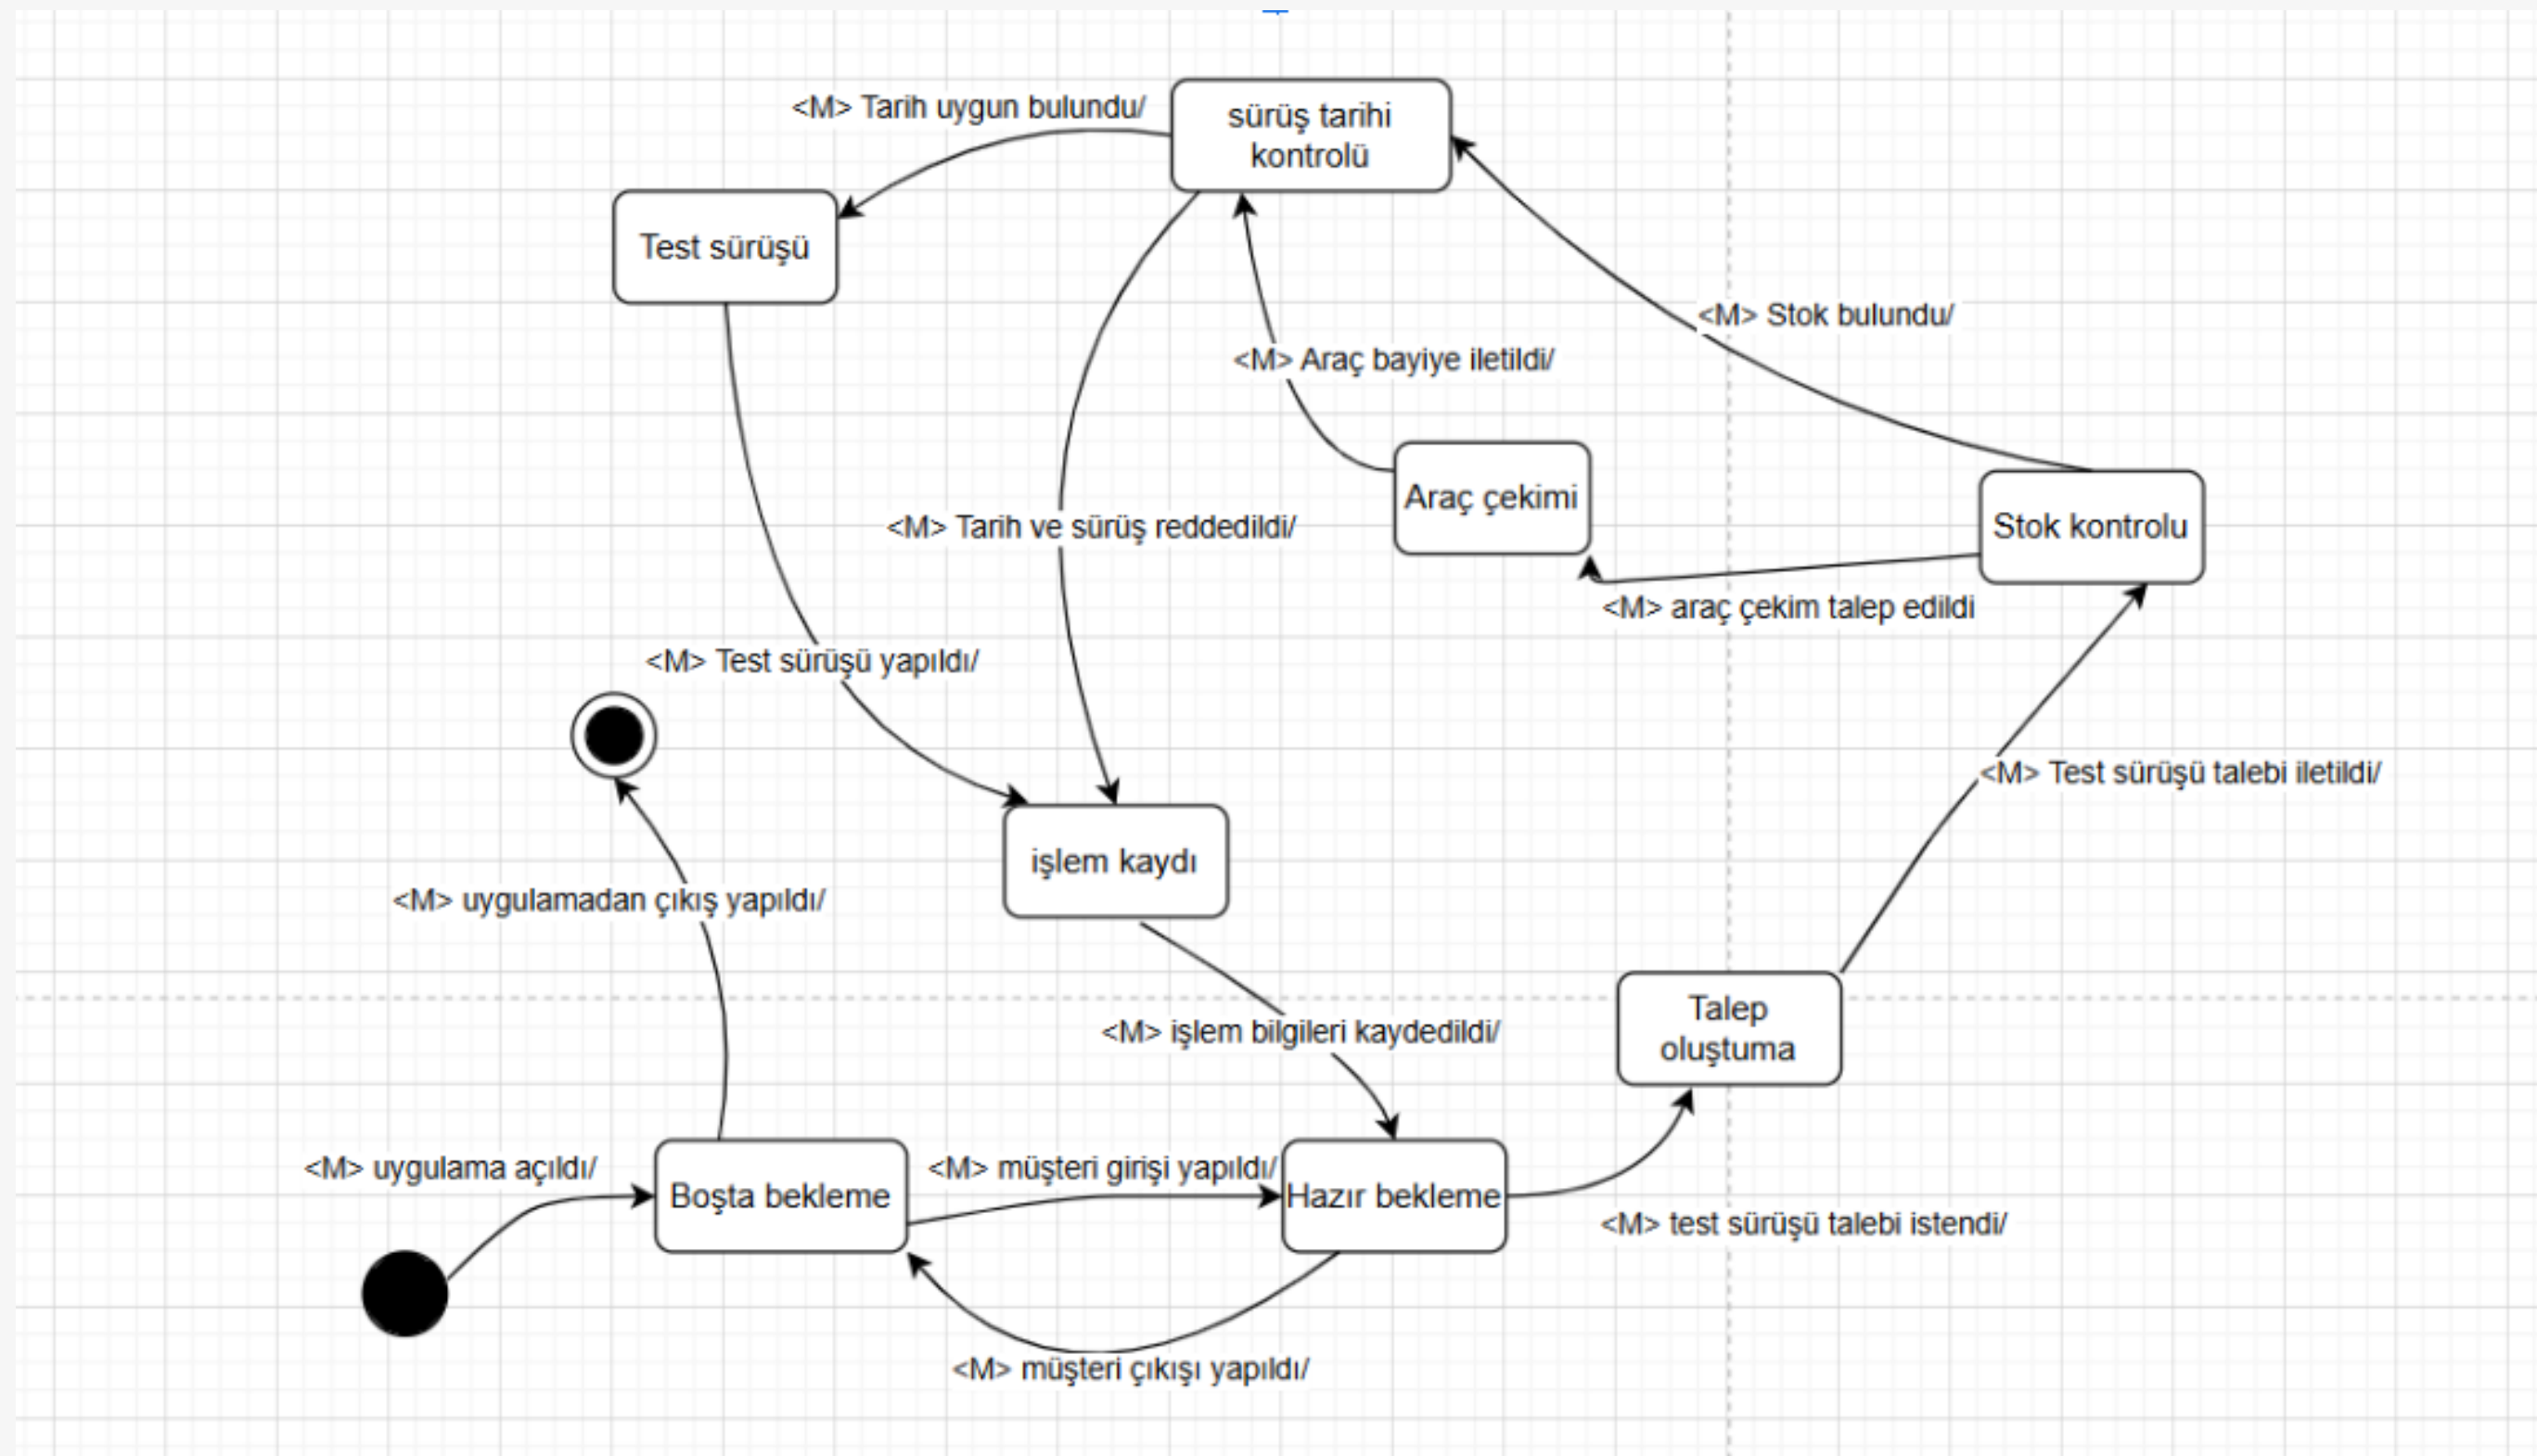 <M> Tarih uygun bulundu/
sürüş tarihi
kontrolü
Test sürüşü
<M> Stok bulundu/
<M> Araç bayiye iletildi/
Araç çekimi
<M> Tarih ve sürüş reddedildi/
Stok kontrolu
<M> araç çekim talep edildi
<M> Test sürüşü yapıldı/
<M> Test sürüşü talebi iletildi/
işlem kaydı
<M> uygulamadan çıkış yapıldı/
<M> işlem bilgileri kaydedildi/
Talep
oluştuma
<M> uygulama açıldı/
Boşta bekleme
<M> müşteri girişi yapıldı/
Hazır bekleme
<M> test sürüşü talebi istendi/
<M> müşteri çıkışı yapıldı/